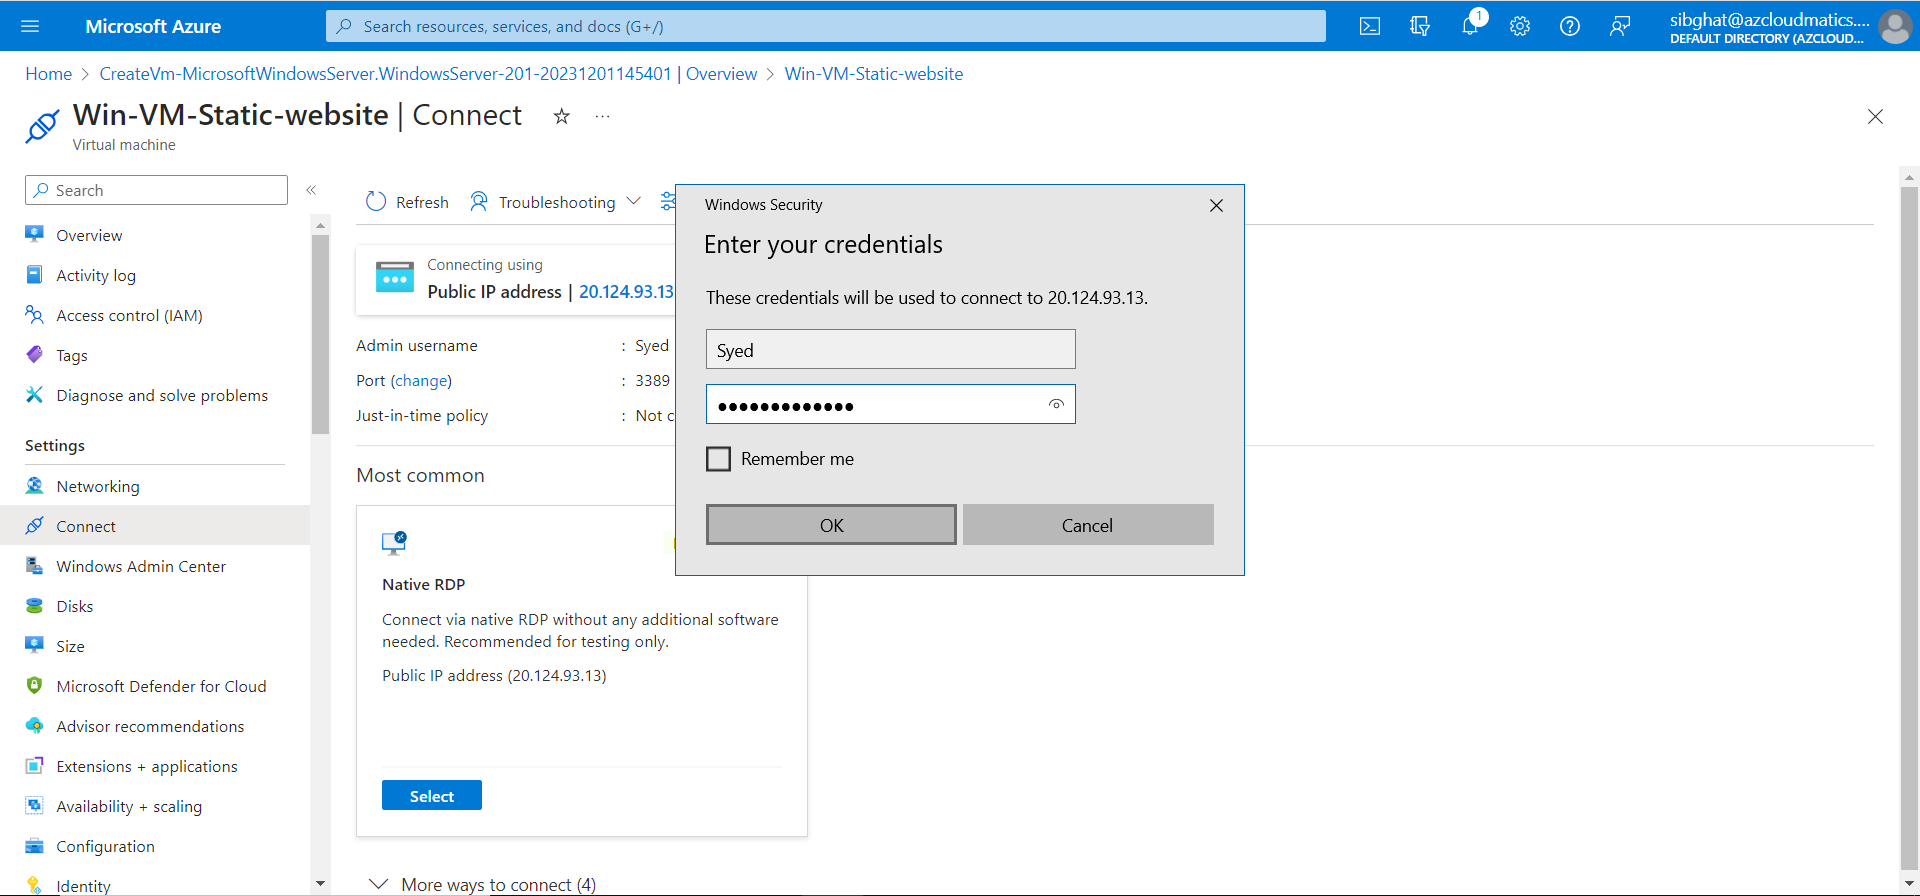 Microsoft Azure
Search resources, services, and docs (G+/)
1
sibghat@azcloudmatics....
DEFAULT DIRECTORY (AZCLOUD...
Home > CreateVm-MicrosoftWindowsServer.WindowsServer-201-20231201145401 | Overview > Win-VM-Static-website
Win-VM-Static-website | Connect
Virtual machine
Search
Overview
Activity log
Access control (IAM)
Tags
Diagnose and solve problems
Settings
Networking
Connect
Windows Admin Center
Disks
Size
Microsoft Defender for Cloud
Advisor recommendations
Extensions + applications
Availability + scaling
Configuration
Identity
Refresh
Troubleshooting
Connecting using
Public IP address | 20.124.93.13
Admin username : Syed
Port (change) : 3389
Just-in-time policy : Not
Most common
Native RDP
Connect via native RDP without any additional software
needed. Recommended for testing only.
Public IP address (20.124.93.13)
Select
More ways to connect (4)
Windows Security
Enter your credentials
These credentials will be used to connect to 20.124.93.13.
Syed
●●●●●●●●●●●●●
Remember me
OK
Cancel